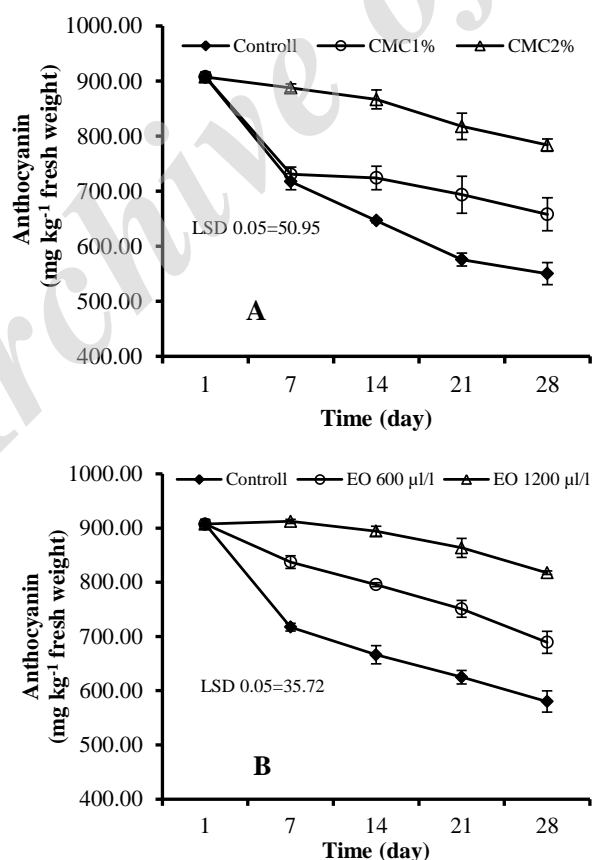 1000.00
900.00
800.00
700.00
600.00
500.00
400.00
Anthocyanin
(mg kg-1 fresh weight)
Controll CMC1% CMC2%
LSD 0.05=50.95
A
1 7 14 21 28
Time (day)
1000.00
900.00
800.00
700.00
600.00
500.00
400.00
Anthocyanin
(mg kg-1 fresh weight)
Controll EO 600 µl/l EO 1200 µl/l
LSD 0.05=35.72
B
1 7 14 21 28
Time (day)